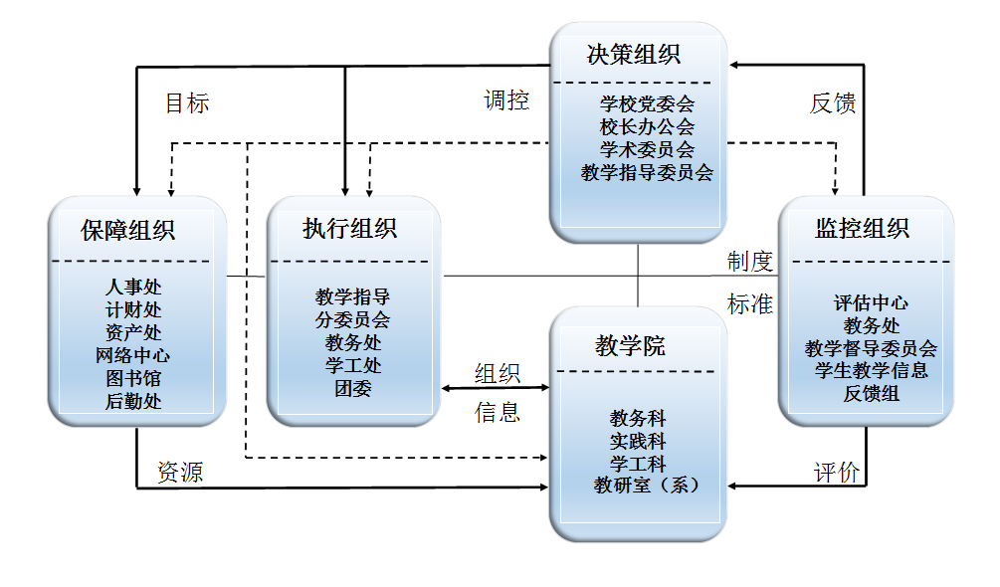 决策组织
学校党委会
校长办公会
学术委员会
教学指导委员会
目标
调控
反馈
保障组织
人事处
计财处
资产处
网络中心
图书馆
后勤处
执行组织
教学指导
分委员会
教务处
学工处
团委
监控组织
评估中心
教务处
教学督导委员会
学生教学信息
反馈组
制度
标准
教学院
教务科
实践科
学工科
教研室（系）
组织
信息
资源
评价